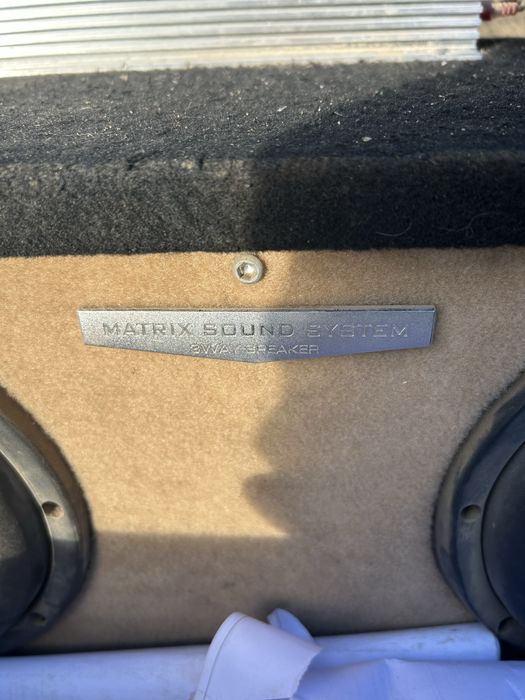 MATRIX SOUND SYSTEM
3WAY SPEAKER